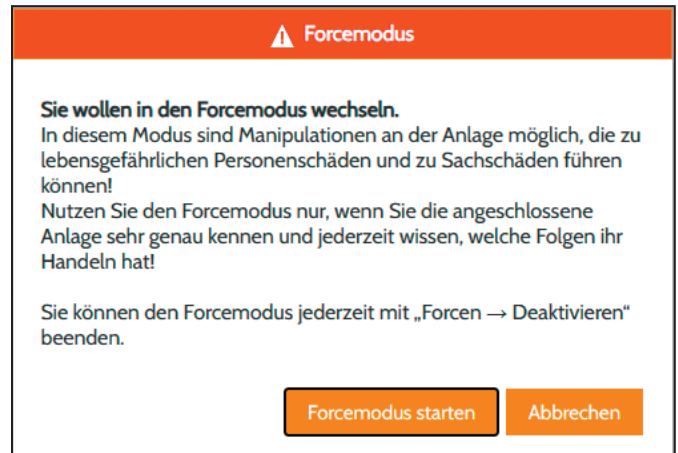 Forcemodus
Sie wollen in den Forcemodus wechseln.
In diesem Modus sind Manipulationen an der Anlage möglich, die zu
lebensgefährlichen Personenschäden und zu Sachschäden führen
können!
Nutzen Sie den Forcemodus nur, wenn Sie die angeschlossene
Anlage sehr genau kennen und jederzeit wissen, welche Folgen ihr
Handeln hat!
Sie können den Forcemodus jederzeit mit „Forcen → Deaktivieren“
beenden.
Forcemodus starten
Abbrechen